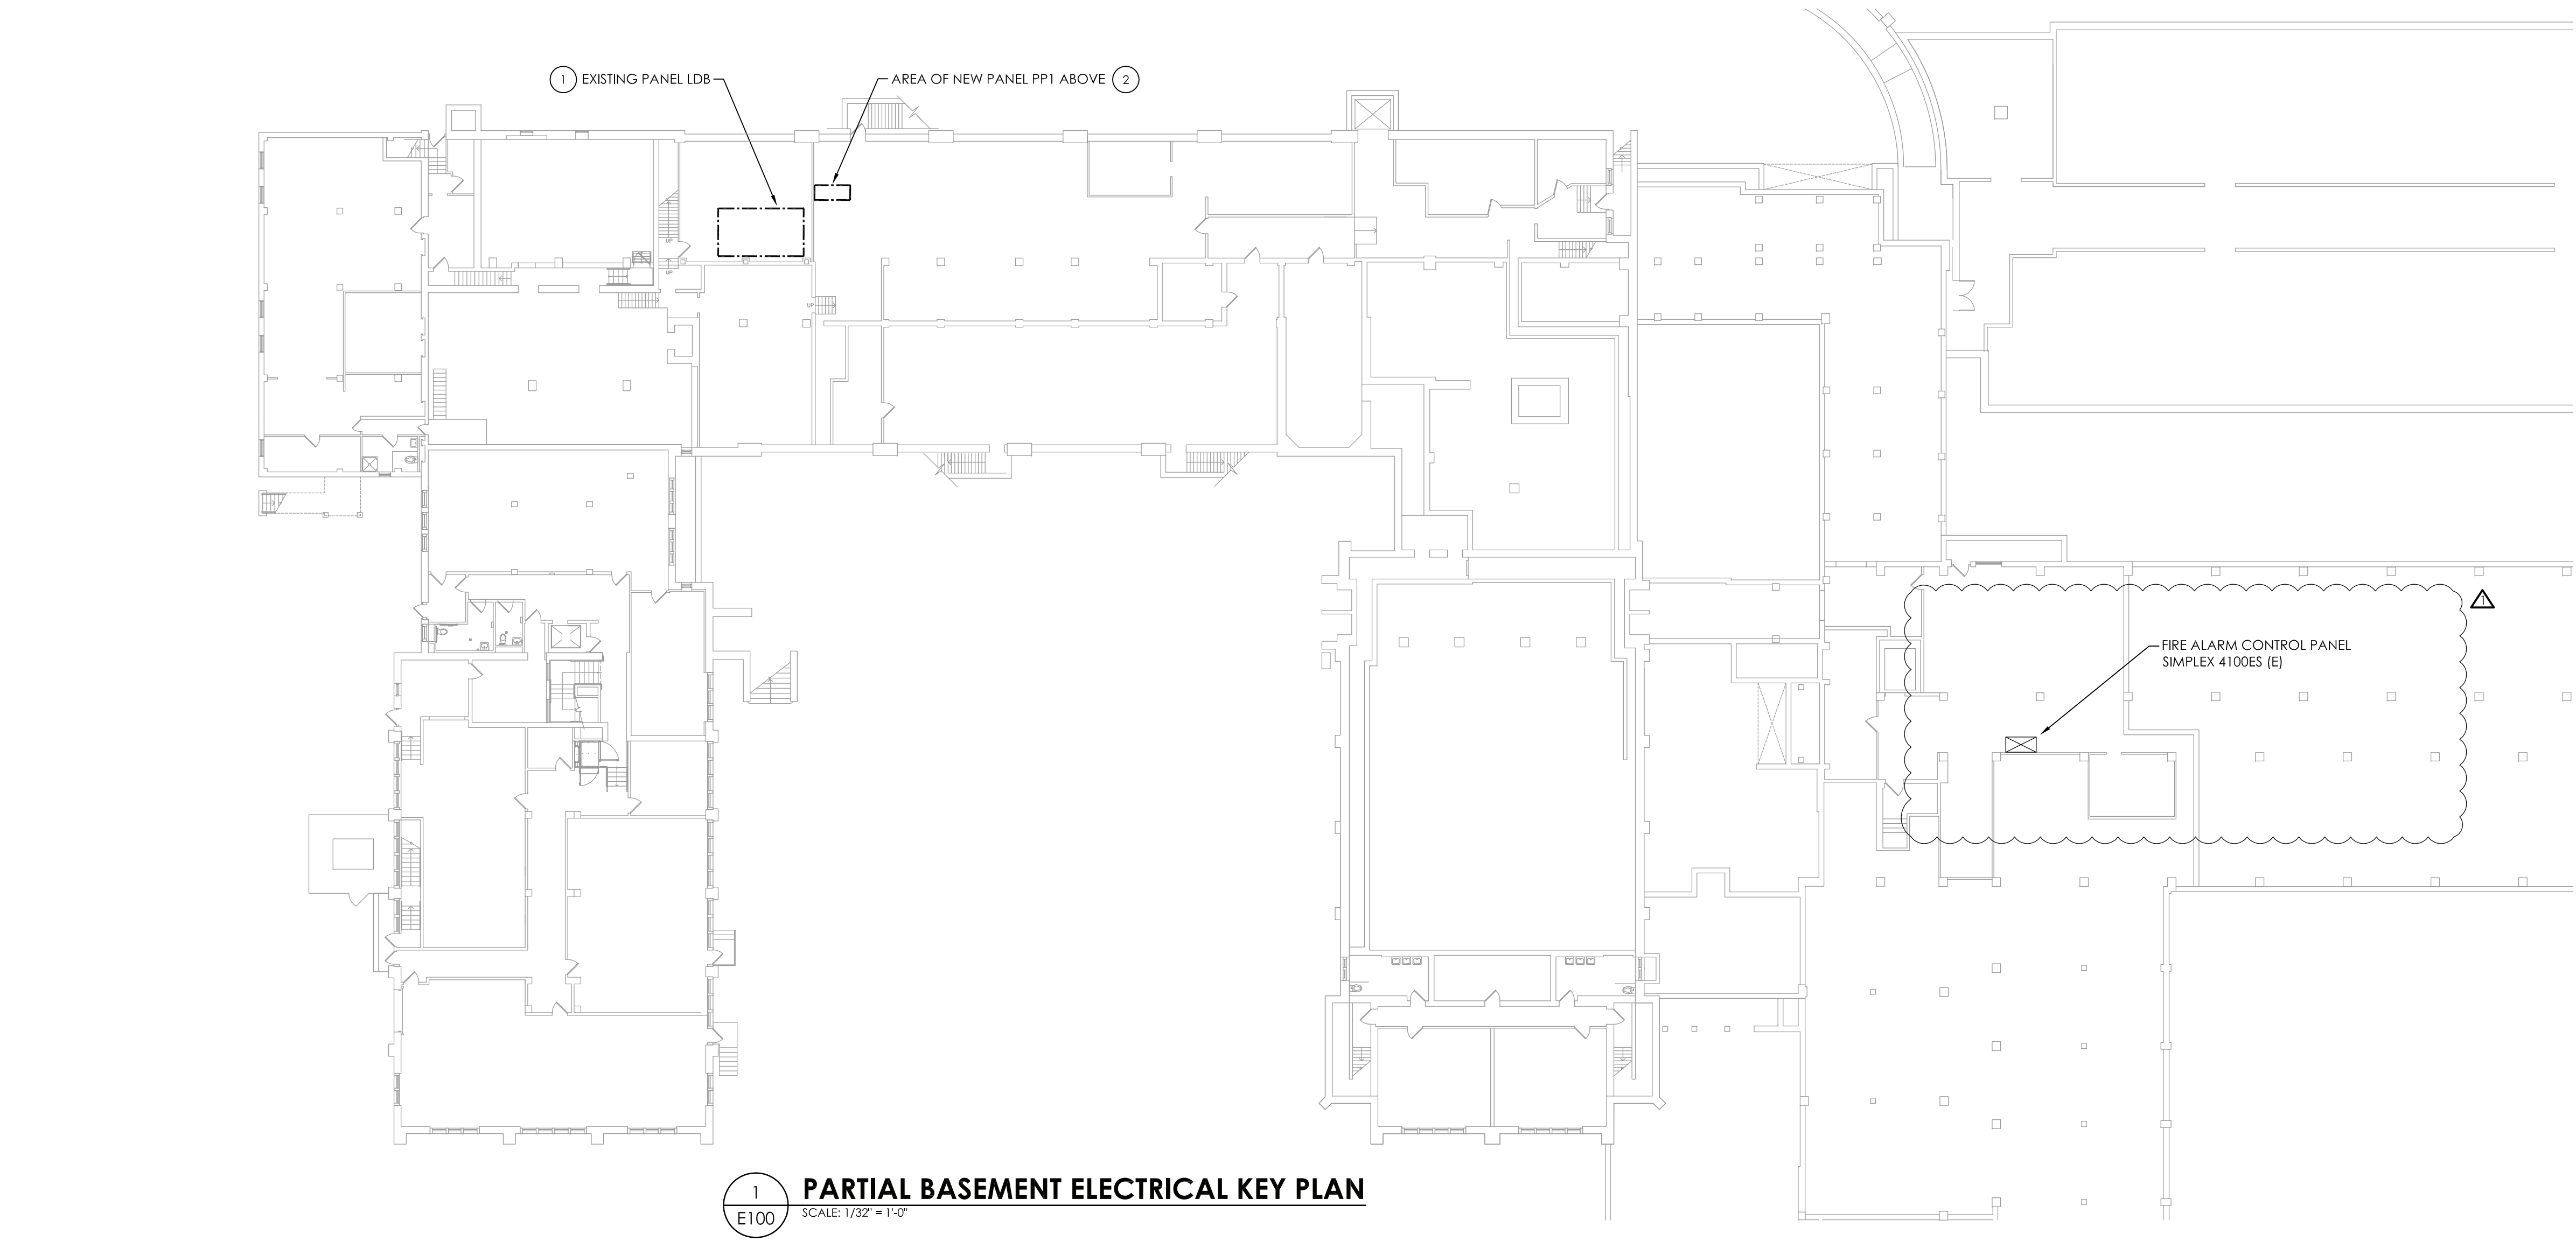 1 EXISTING PANEL LDB
AREA OF NEW PANEL PP1 ABOVE 2
UP
UP
UP
1
FIRE ALARM CONTROL PANEL
SIMPLEX 4100ES (E)
1
E100
PARTIAL BASEMENT ELECTRICAL KEY PLAN
SCALE: 1/32" = 1'-0"